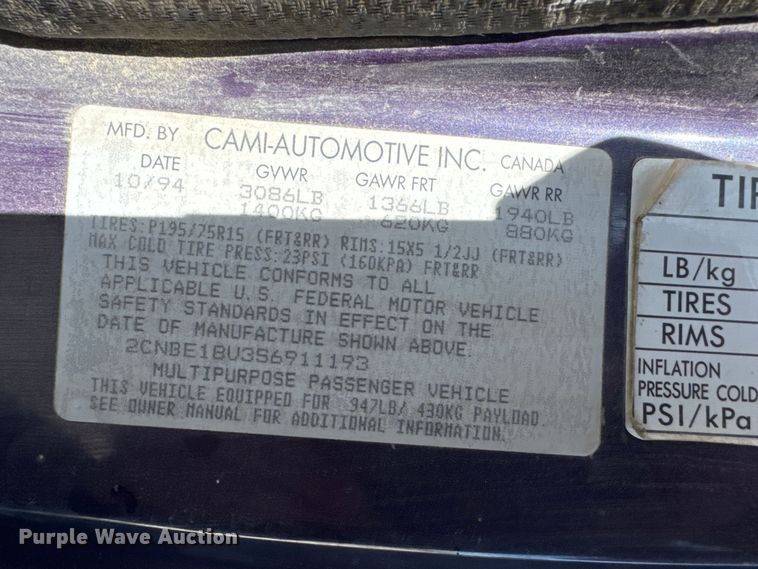 MFD. BY CAMI-AUTOMOTIVE INC. CANADA
DATE GVWR GAWR FRT GAWR RR
10/94 3086LB 1366LB 1940LB
1400KG 620KG 880KG
TIRES:P195/75R15 (FRT&RR) RIMS:15X5 1/2JJ (FRT&RR)
MAX COLD TIRE PRESS:23PSI (160KPA) FRT&RR
THIS VEHICLE CONFORMS TO ALL
APPLICABLE U.S. FEDERAL MOTOR VEHICLE
SAFETY STANDARDS IN EFFECT ON THE
DATE OF MANUFACTURE SHOWN ABOVE.
2CNBE18U3S6911193
MULTIPURPOSE PASSENGER VEHICLE
THIS VEHICLE EQUIPPED FOR 947LB/ 430KG PAYLOAD.
SEE OWNER MANUAL FOR ADDITIONAL INFORMATION.
LB/kg
TIRES
RIMS
INFLATION
PRESSURE COLD
PSI/kPa
Purple Wave Auction